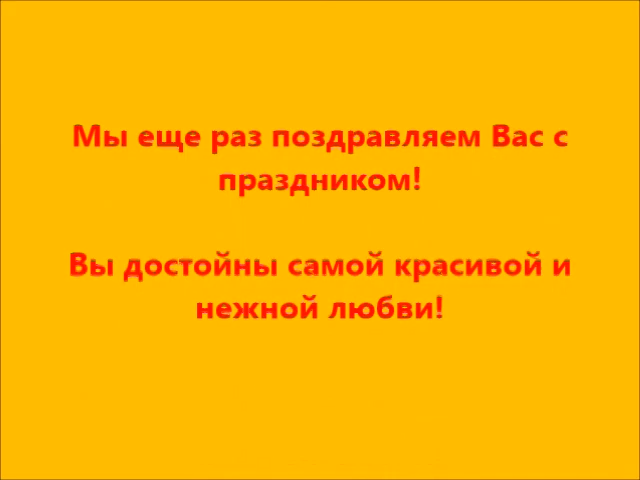 Мы еще раз поздравляем Вас с
праздником!
Вы достойны самой красивой и
нежной любви!